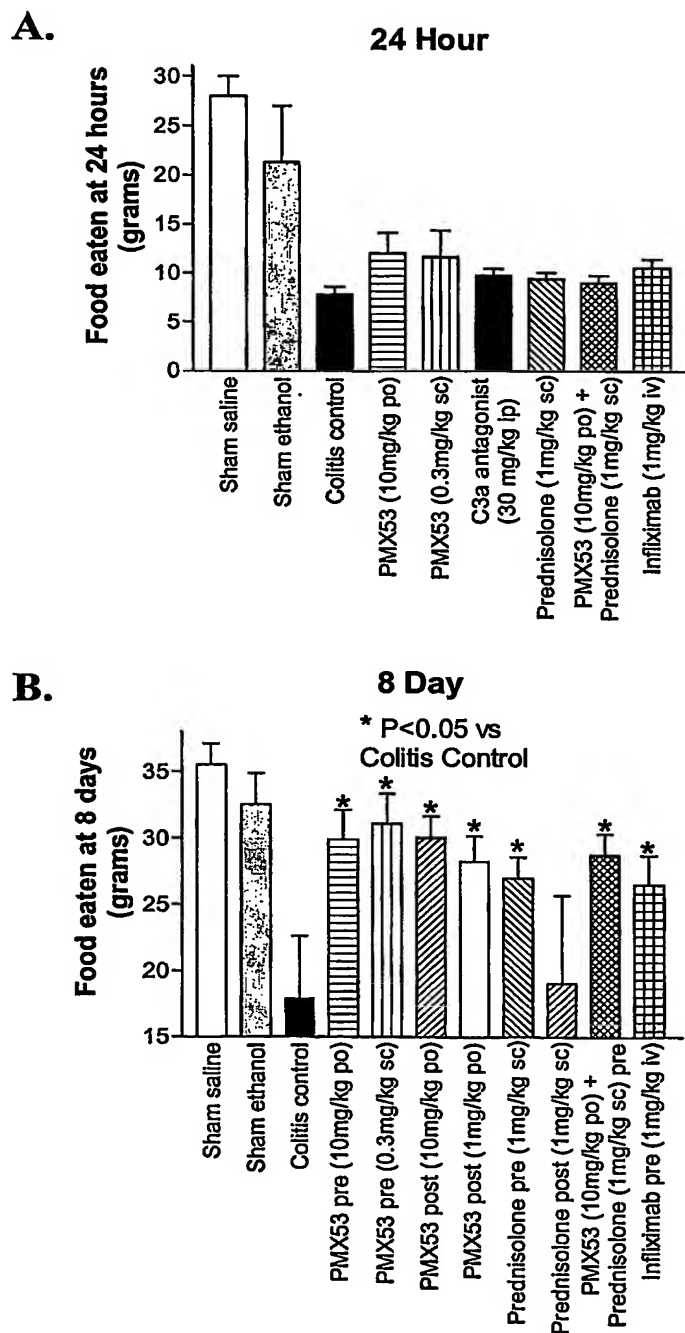 A.
24 Hour
Food eaten at 24 hours
(grams)
30
25
20
15
10
5
0
Sham saline
Sham ethanol
Colitis control
PMX53 (10mg/kg po)
PMX53 (0.3mg/kg sc)
C3a antagonist
(30 mg/kg Ip)
Prednisolone (1mg/kg sc)
PMX53 (10mg/kg po) +
Prednisolone (1mg/kg sc)
Infliximab (1mg/kg iv)
B.
8 Day
* P<0.05 vs
Colitis Control
Food eaten at 8 days
(grams)
35
30
25
20
15
* * * * * * *
Sham saline
Sham ethanol
Colitis control
PMX53 pre (10mg/kg po)
PMX53 pre (0.3mg/kg sc)
PMX53 post (10mg/kg po)
PMX53 post (1mg/kg po)
Prednisolone pre (1mg/kg sc)
Prednisolone post (1mg/kg sc)
PMX53 (10mg/kg po) +
Prednisolone (1mg/kg sc) pre
Infliximab pre (1mg/kg iv)